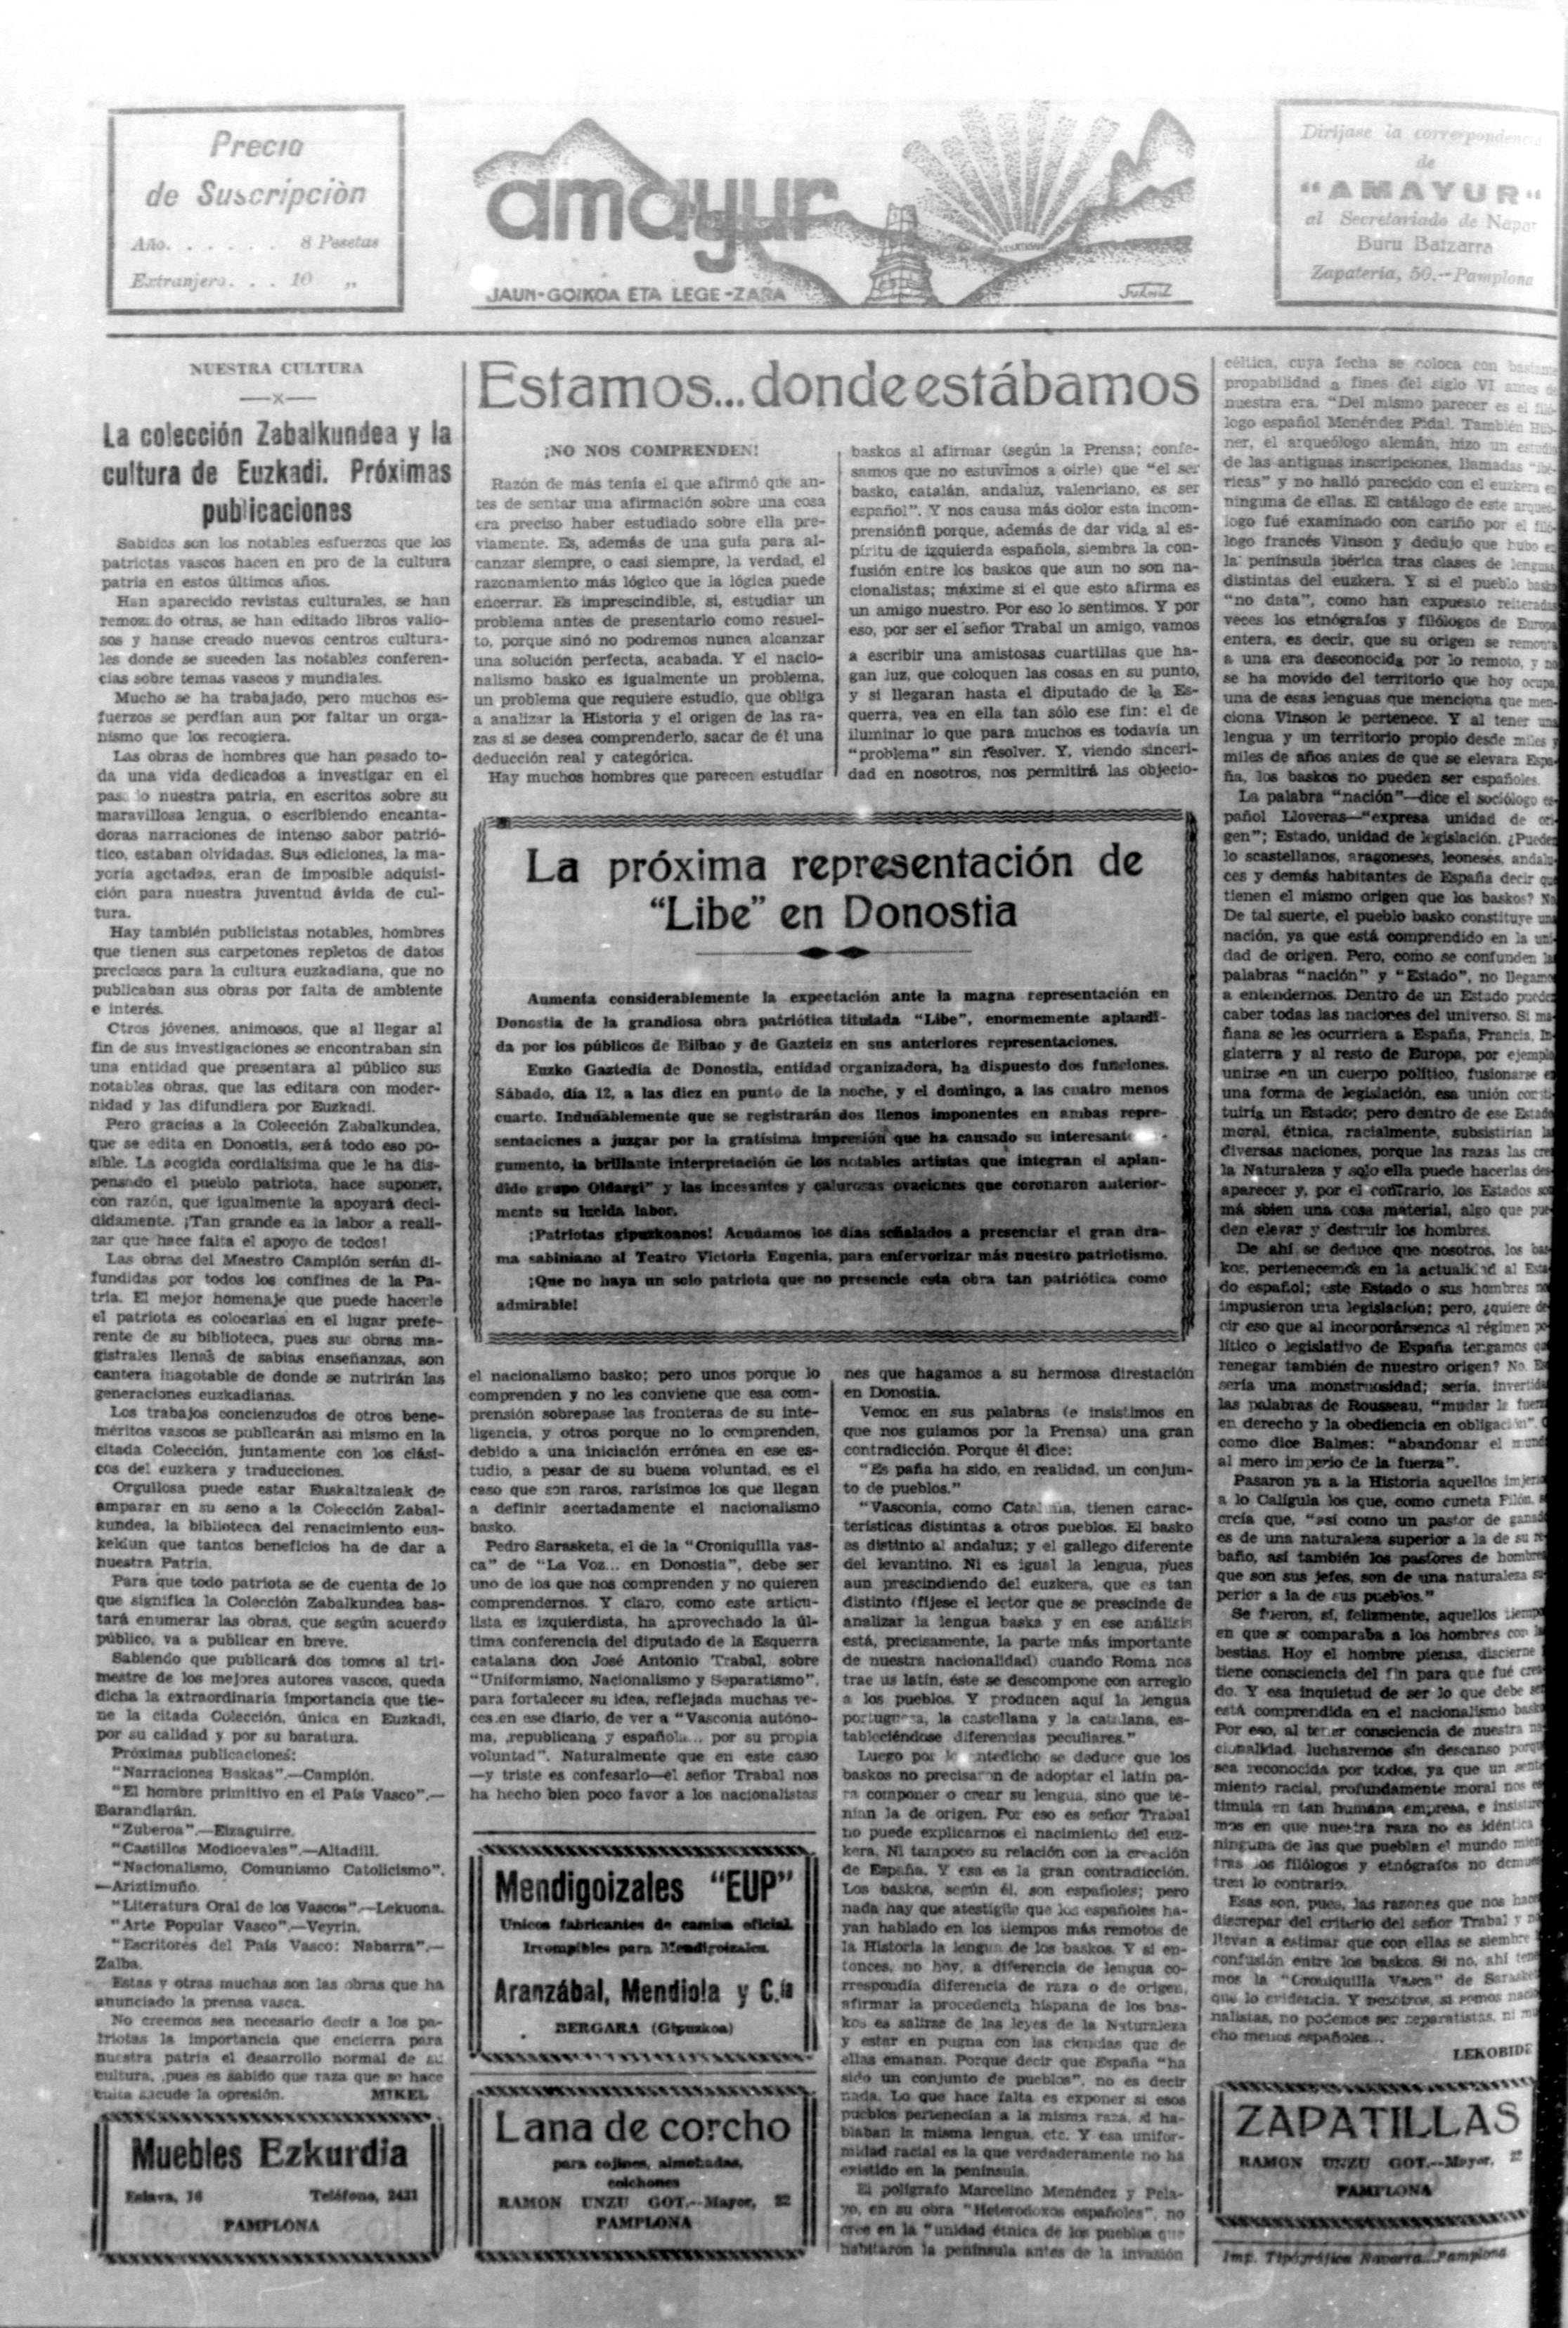 Precio
de Suscripciòn
Año. . . . . . 8 Pesetas
Extranjero. . . 10 „
amayur
JAUN-GOIKOA ETA LEGE-ZARA
Diríjase la correspondencia
de
"AMAYUR"
al Secretariado de Napar
Buru Batzarra
Zapatería, 50.--Pamplona
NUESTRA CULTURA
La colección Zabalkundea y la
cultura de Euzkadi. Próximas
publicaciones
Sabidos son los notables esfuerzos que los
patriotas vascos hacen en pro de la cultura
patria en estos últimos años.
Han aparecido revistas culturales, se han
remozado otras, se han editado libros valio-
sos y hanse creado nuevos centros cultura-
les donde se suceden las notables conferen-
cias sobre temas vascos y mundiales.
Mucho se ha trabajado, pero muchos es-
fuerzos se perdían aun por faltar un orga-
nismo que los recogiera.
Las obras de hombres que han pasado to-
da una vida dedicados a investigar en el
pasado nuestra patria, en escritos sobre su
maravillosa lengua, o escribiendo encanta-
doras narraciones de intenso sabor patrió-
tico, estaban olvidadas. Sus ediciones, la ma-
yoría agotadas, eran de imposible adquisi-
ción para nuestra juventud ávida de cul-
tura.
Hay también publicistas notables, hombres
que tienen sus carpetones repletos de datos
preciosos para la cultura euzkadiana, que no
publicaban sus obras por falta de ambiente
e interés.
Otros jóvenes, animosos, que al llegar al
fin de sus investigaciones se encontraban sin
una entidad que presentara al público sus
notables obras, que las editara con moder-
nidad y las difundiera por Euzkadi.
Pero gracias a la Colección Zabalkundea,
que se edita en Donostia, será todo eso po-
sible. La acogida cordialísima que le ha dis-
pensado el pueblo patriota, hace suponer,
con razón, que igualmente la apoyará deci-
didamente. ¡Tan grande es la labor a reali-
zar que hace falta el apoyo de todos!
Las obras del Maestro Campión serán di-
fundidas por todos los confines de la Pa-
tria. El mejor homenaje que puede hacerle
el patriota es colocarlas en el lugar prefe-
rente de su biblioteca, pues sus obras ma-
gistrales llenas de sabias enseñanzas, son
cantera inagotable de donde se nutrirán las
generaciones euzkadianas.
Los trabajos concienzudos de otros bene-
méritos vascos se publicarán así mismo en la
citada Colección, juntamente con los clási-
cos del euzkera y traducciones.
Orgullosa puede estar Euskaltzaleak de
amparar en su seno a la Colección Zabal-
kundea, la biblioteca del renacimiento eus-
keldun que tantos beneficios ha de dar a
nuestra Patria.
Para que todo patriota se de cuenta de lo
que significa la Colección Zabalkundea bas-
tará enumerar las obras, que según acuerdo
público, va a publicar en breve.
Sabiendo que publicará dos tomos al tri-
mestre de los mejores autores vascos, queda
dicha la extraordinaria importancia que tie-
ne la citada Colección, única en Euzkadi,
por su calidad y por su baratura.
Próximas publicaciones:
"Narraciones Baskas".—Campión.
"El hombre primitivo en el País Vasco".—
Barandiarán.
"Zuberoa".—Eizaguirre.
"Castillos Medioevales".—Altadill.
"Nacionalismo, Comunismo Catolicismo".
—Ariztimuño.
"Literatura Oral de los Vascos".—Lekuona.
"Arte Popular Vasco".—Veyrin.
"Escritores del País Vasco: Nabarra".—
Zalba.
Estas y otras muchas son las obras que ha
anunciado la prensa vasca.
No creemos sea necesario decir a los pa-
triotas la importancia que encierra para
nuestra patria el desarrollo normal de su
cultura, pues es sabido que raza que se hace
culta sacude la opresión. MIKEL
Muebles Ezkurdia
Eslava, 16 Teléfono, 2431
PAMPLONA
Estamos... donde estábamos
¡NO NOS COMPRENDEN!
Razón de más tenía el que afirmó que an-
tes de sentar una afirmación sobre una cosa
era preciso haber estudiado sobre ella pre-
viamente. Es, además de una guía para al-
canzar siempre, o casi siempre, la verdad, el
razonamiento más lógico que la lógica puede
encerrar. Es imprescindible, si, estudiar un
problema antes de presentarlo como resuel-
to, porque sinó no podremos nunca alcanzar
una solución perfecta, acabada. Y el nacio-
nalismo basko es igualmente un problema,
un problema que requiere estudio, que obliga
a analizar la Historia y el origen de las ra-
zas si se desea comprenderlo, sacar de él una
deducción real y categórica.
Hay muchos hombres que parecen estudiar
baskos al afirmar (según la Prensa; confe-
samos que no estuvimos a oirle) que "el ser
basko, catalán, andaluz, valenciano, es ser
español". Y nos causa más dolor esta incom-
prensiónfi porque, además de dar vida al es-
píritu de izquierda española, siembra la con-
fusión entre los baskos que aun no son na-
cionalistas; máxime si el que esto afirma es
un amigo nuestro. Por eso lo sentimos. Y por
eso, por ser el señor Trabal un amigo, vamos
a escribir una amistosas cuartillas que ha-
gan luz, que coloquen las cosas en su punto,
y si llegaran hasta el diputado de la Es-
querra, vea en ella tan sólo ese fin: el de
iluminar lo que para muchos es todavía un
"problema" sin resolver. Y, viendo sinceri-
dad en nosotros, nos permitirá las objecio-
La próxima representación de
"Libe" en Donostia
Aumenta considerablemente la expectación ante la magna representación en
Donostia de la grandiosa obra patriótica titulada "Libe", enormemente aplaudi-
da por los públicos de Bilbao y de Gazteiz en sus anteriores representaciones.
Euzko Gaztedia de Donostia, entidad organizadora, ha dispuesto dos funciones.
Sábado, día 12, a las diez en punto de la noche, y el domingo, a las cuatro menos
cuarto. Indudablemente que se registrarán dos llenos imponentes en ambas repre-
sentaciones a juzgar por la gratísima impresión que ha causado su interesante
gumento, la brillante interpretación de los notables artistas que integran el aplau-
dido grupo Oldargi" y las incesantes y calurosas ovaciones que coronaron anterior-
mente su lucida labor.
¡Patriotas gipuzkoanos! Acudamos los días señalados a presenciar el gran dra-
ma sabiniano al Teatro Victoria Eugenia, para enfervorizar más nuestro patriotismo.
¡Que no haya un solo patriota que no presencie esta obra tan patriótica como
admirable!
el nacionalismo basko; pero unos porque lo
comprenden y no les conviene que esa com-
prensión sobrepase las fronteras de su inte-
ligencia, y otros porque no lo comprenden,
debido a una iniciación errónea en ese es-
tudio, a pesar de su buena voluntad, es el
caso que son raros, rarísimos los que llegan
a definir acertadamente el nacionalismo
basko.
Pedro Sarasketa, el de la "Croniquilla vas-
ca" de "La Voz... en Donostia", debe ser
uno de los que nos comprenden y no quieren
comprendernos. Y claro, como este articu-
lista es izquierdista, ha aprovechado la úl-
tima conferencia del diputado de la Esquerra
catalana don José Antonio Trabal, sobre
"Uniformismo, Nacionalismo y Separatismo",
para fortalecer su idea, reflejada muchas ve-
ces en ese diario, de ver a "Vasconia autóno-
ma, republicana y española... por su propia
voluntad". Naturalmente que en este caso
—y triste es confesarlo—el señor Trabal nos
ha hecho bien poco favor a los nacionalistas
Mendigoizales "EUP"
Unicos fabricantes de camisa oficial.
Irrompibles para Mendigoizales.
Aranzábal, Mendiola y C.ía
BERGARA (Gipuzkoa)
Lana de corcho
para cojines, almohadas,
colchones
RAMON UNZU GOT.--Mayor, 22
PAMPLONA
nes que hagamos a su hermosa direstación
en Donostia.
Vemos en sus palabras (e insistimos en
que nos guiamos por la Prensa) una gran
contradicción. Porque él dice:
"Es paña ha sido, en realidad, un conjun-
to de pueblos."
"Vasconia, como Cataluña, tienen carac-
terísticas distintas a otros pueblos. El basko
es distinto al andaluz; y el gallego diferente
del levantino. Ni es igual la lengua, pues
aun prescindiendo del euzkera, que es tan
distinto (fíjese el lector que se prescinde de
analizar la lengua baska y en ese análisis
está, precisamente, la parte más importante
de nuestra nacionalidad) cuando Roma nos
trae us latín, éste se descompone con arreglo
a los pueblos. Y producen aquí la lengua
portuguesa, la castellana y la catalana, es-
tableciéndose diferencias peculiares."
Luego por lo antedicho se deduce que los
baskos no precisaron de adoptar el latín pa-
ra componer o crear su lengua, sino que te-
nían la de origen. Por eso es señor Trabal
no puede explicarnos el nacimiento del euz-
kera. Ni tampoco su relación con la creación
de España. Y esa es la gran contradicción.
Los baskos, según él, son españoles; pero
nada hay que atestigüe que los españoles ha-
yan hablado en los tiempos más remotos de
la Historia la lengua de los baskos. Y si en-
tonces, no hoy, a diferencia de lengua co-
rrespondía diferencia de raza o de origen,
afirmar la procedencia hispana de los bas-
kos es salirse de las leyes de la Naturaleza
y estar en pugna con las ciencias que de
ellas emanan. Porque decir que España "ha
sido un conjunto de pueblos", no es decir
nada. Lo que hace falta es exponer si esos
pueblos pertenecían a la misma raza, si ha-
blaban la misma lengua, etc. Y esa unifor-
midad racial es la que verdaderamente no ha
existido en la península.
El polígrafo Marcelino Menéndez y Pela-
yo, en su obra "Heterodoxos españoles", no
cree en la "unidad étnica de los pueblos que
habitaron la península antes de la invasión
céltica, cuya fecha se coloca con bastante
propabilidad a fines del siglo VI antes de
nuestra era. "Del mismo parecer es el filó-
logo español Menéndez Pidal. También Hub-
ner, el arqueólogo alemán, hizo un estudio
de las antiguas inscripciones, llamadas "ibé-
ricas" y no halló parecido con el euzkera en
ninguna de ellas. El catálogo de este arqueó-
logo fué examinado con cariño por el filó-
logo francés Vinson y dedujo que hubo en
la península ibérica tras clases de lenguas
distintas del euzkera. Y si el pueblo basko
"no data", como han expuesto reiteradas
veces los etnógrafos y filólogos de Europa
entera, es decir, que su origen se remonta
a una era desconocida por lo remoto, y no
se ha movido del territorio que hoy ocupa,
una de esas lenguas que menciona que men-
ciona Vinson le pertenece. Y al tener una
lengua y un territorio propio desde miles y
miles de años antes de que se elevara Espa-
ña, los baskos no pueden ser españoles.
La palabra "nación"—dice el sociólogo es-
pañol Lloveras—"expresa unidad de ori-
gen"; Estado, unidad de legislación. ¿Pueden
lo scastellanos, aragoneses, leoneses, andalu-
ces y demás habitantes de España decir que
tienen el mismo origen que los baskos? No.
De tal suerte, el pueblo basko constituye una
nación, ya que está comprendido en la uni-
dad de origen. Pero, como se confunden las
palabras "nación" y "Estado", no llegamos
a entendernos. Dentro de un Estado pueden
caber todas las naciones del universo. Si ma-
ñana se les ocurriera a España, Francia, In-
glaterra y al resto de Europa, por ejemplo,
unirse en un cuerpo político, fusionarse en
una forma de legislación, esa unión consti-
tuiría un Estado; pero dentro de ese Estado
moral, étnica, racialmente, subsistirían las
diversas naciones, porque las razas las crea
la Naturaleza y solo ella puede hacerlas des-
aparecer y, por el contrario, los Estados son
má sbien una cosa material, algo que pue-
den elevar y destruir los hombres.
De ahí se deduce que nosotros, los bas-
kos, pertenecemos en la actualidad al Esta-
do español; este Estado o sus hombres nos
impusieron una legislación; pero, ¿quiere de-
cir eso que al incorporársenos al régimen po-
lítico o legislativo de España tengamos que
renegar también de nuestro origen? No. Eso
sería una monstruosidad; sería, invertidas
las palabras de Rousseau, "mudar la fuerza
en derecho y la obediencia en obligación". O
como dice Balmes: "abandonar el mundo
al mero imperio de la fuerza".
Pasaron ya a la Historia aquellos
a lo Calígula los que, como cuneta Filón, se
creía que, "así como un pastor de ganado
es de una naturaleza superior a la de su re-
baño, así también los pastores de hombres,
que son sus jefes, son de una naturaleza su-
perior a la de sus pueblos."
Se fueron, sí, felizmente, aquellos tiempos
en que se comparaba a los hombres con las
bestias. Hoy el hombre piensa, discierne y
tiene consciencia del fin para que fué crea-
do. Y esa inquietud de ser lo que debe ser
está comprendida en el nacionalismo basko.
Por eso, al tener consciencia de nuestra na-
cionalidad, lucharemos sin descanso porque
sea reconocida por todos, ya que un senti-
miento racial, profundamente moral nos es-
timula en tan humana empresa, e insistire-
mos en que nuestra raza no es idéntica a
ninguna de las que pueblan el mundo mien-
tras los filólogos y etnógrafos no demues-
tren lo contrario.
Esas son, pues, las razones que nos hacen
discrepar del criterio del señor Trabal y nos
llevan a estimar que con ellas se siembre la
confusión entre los baskos. Si no, ahí tene-
mos la "Croniquilla Vasca" de Sarasketa
que lo evidencia. Y nosotros, si somos nacio-
nalistas, no podemos ser separatistas, ni mu-
cho menos españoles...
LEKOBIDE
ZAPATILLAS
RAMON UNZU GOT.--Mayor, 22
PAMPLONA
Imp. Tipográfica Navarra.-Pamplona